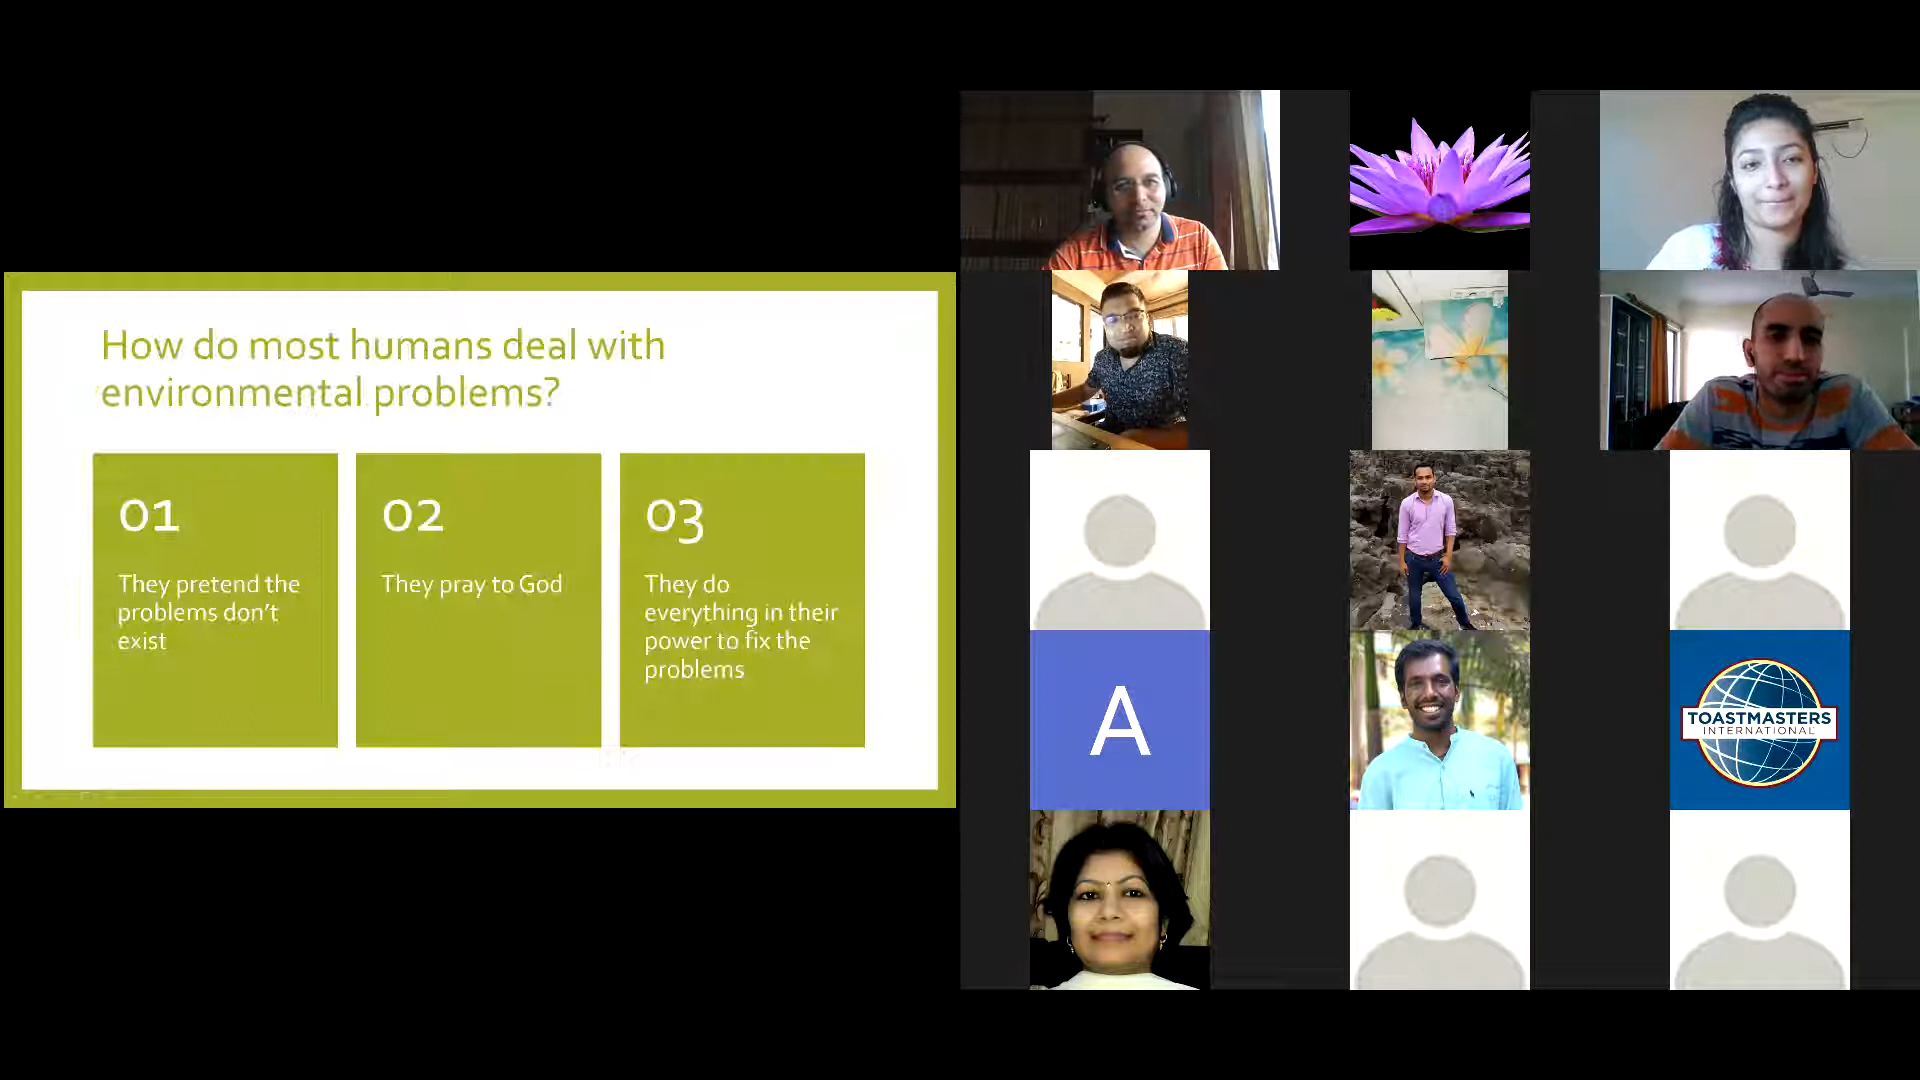 How do most humans deal with
environmental problems?
01
They pretend the
problems don't
exist
02
They pray to God
03
They do
everything in their
power to fix the
problems
A
TOASTMASTERS
INTERNATIONAL